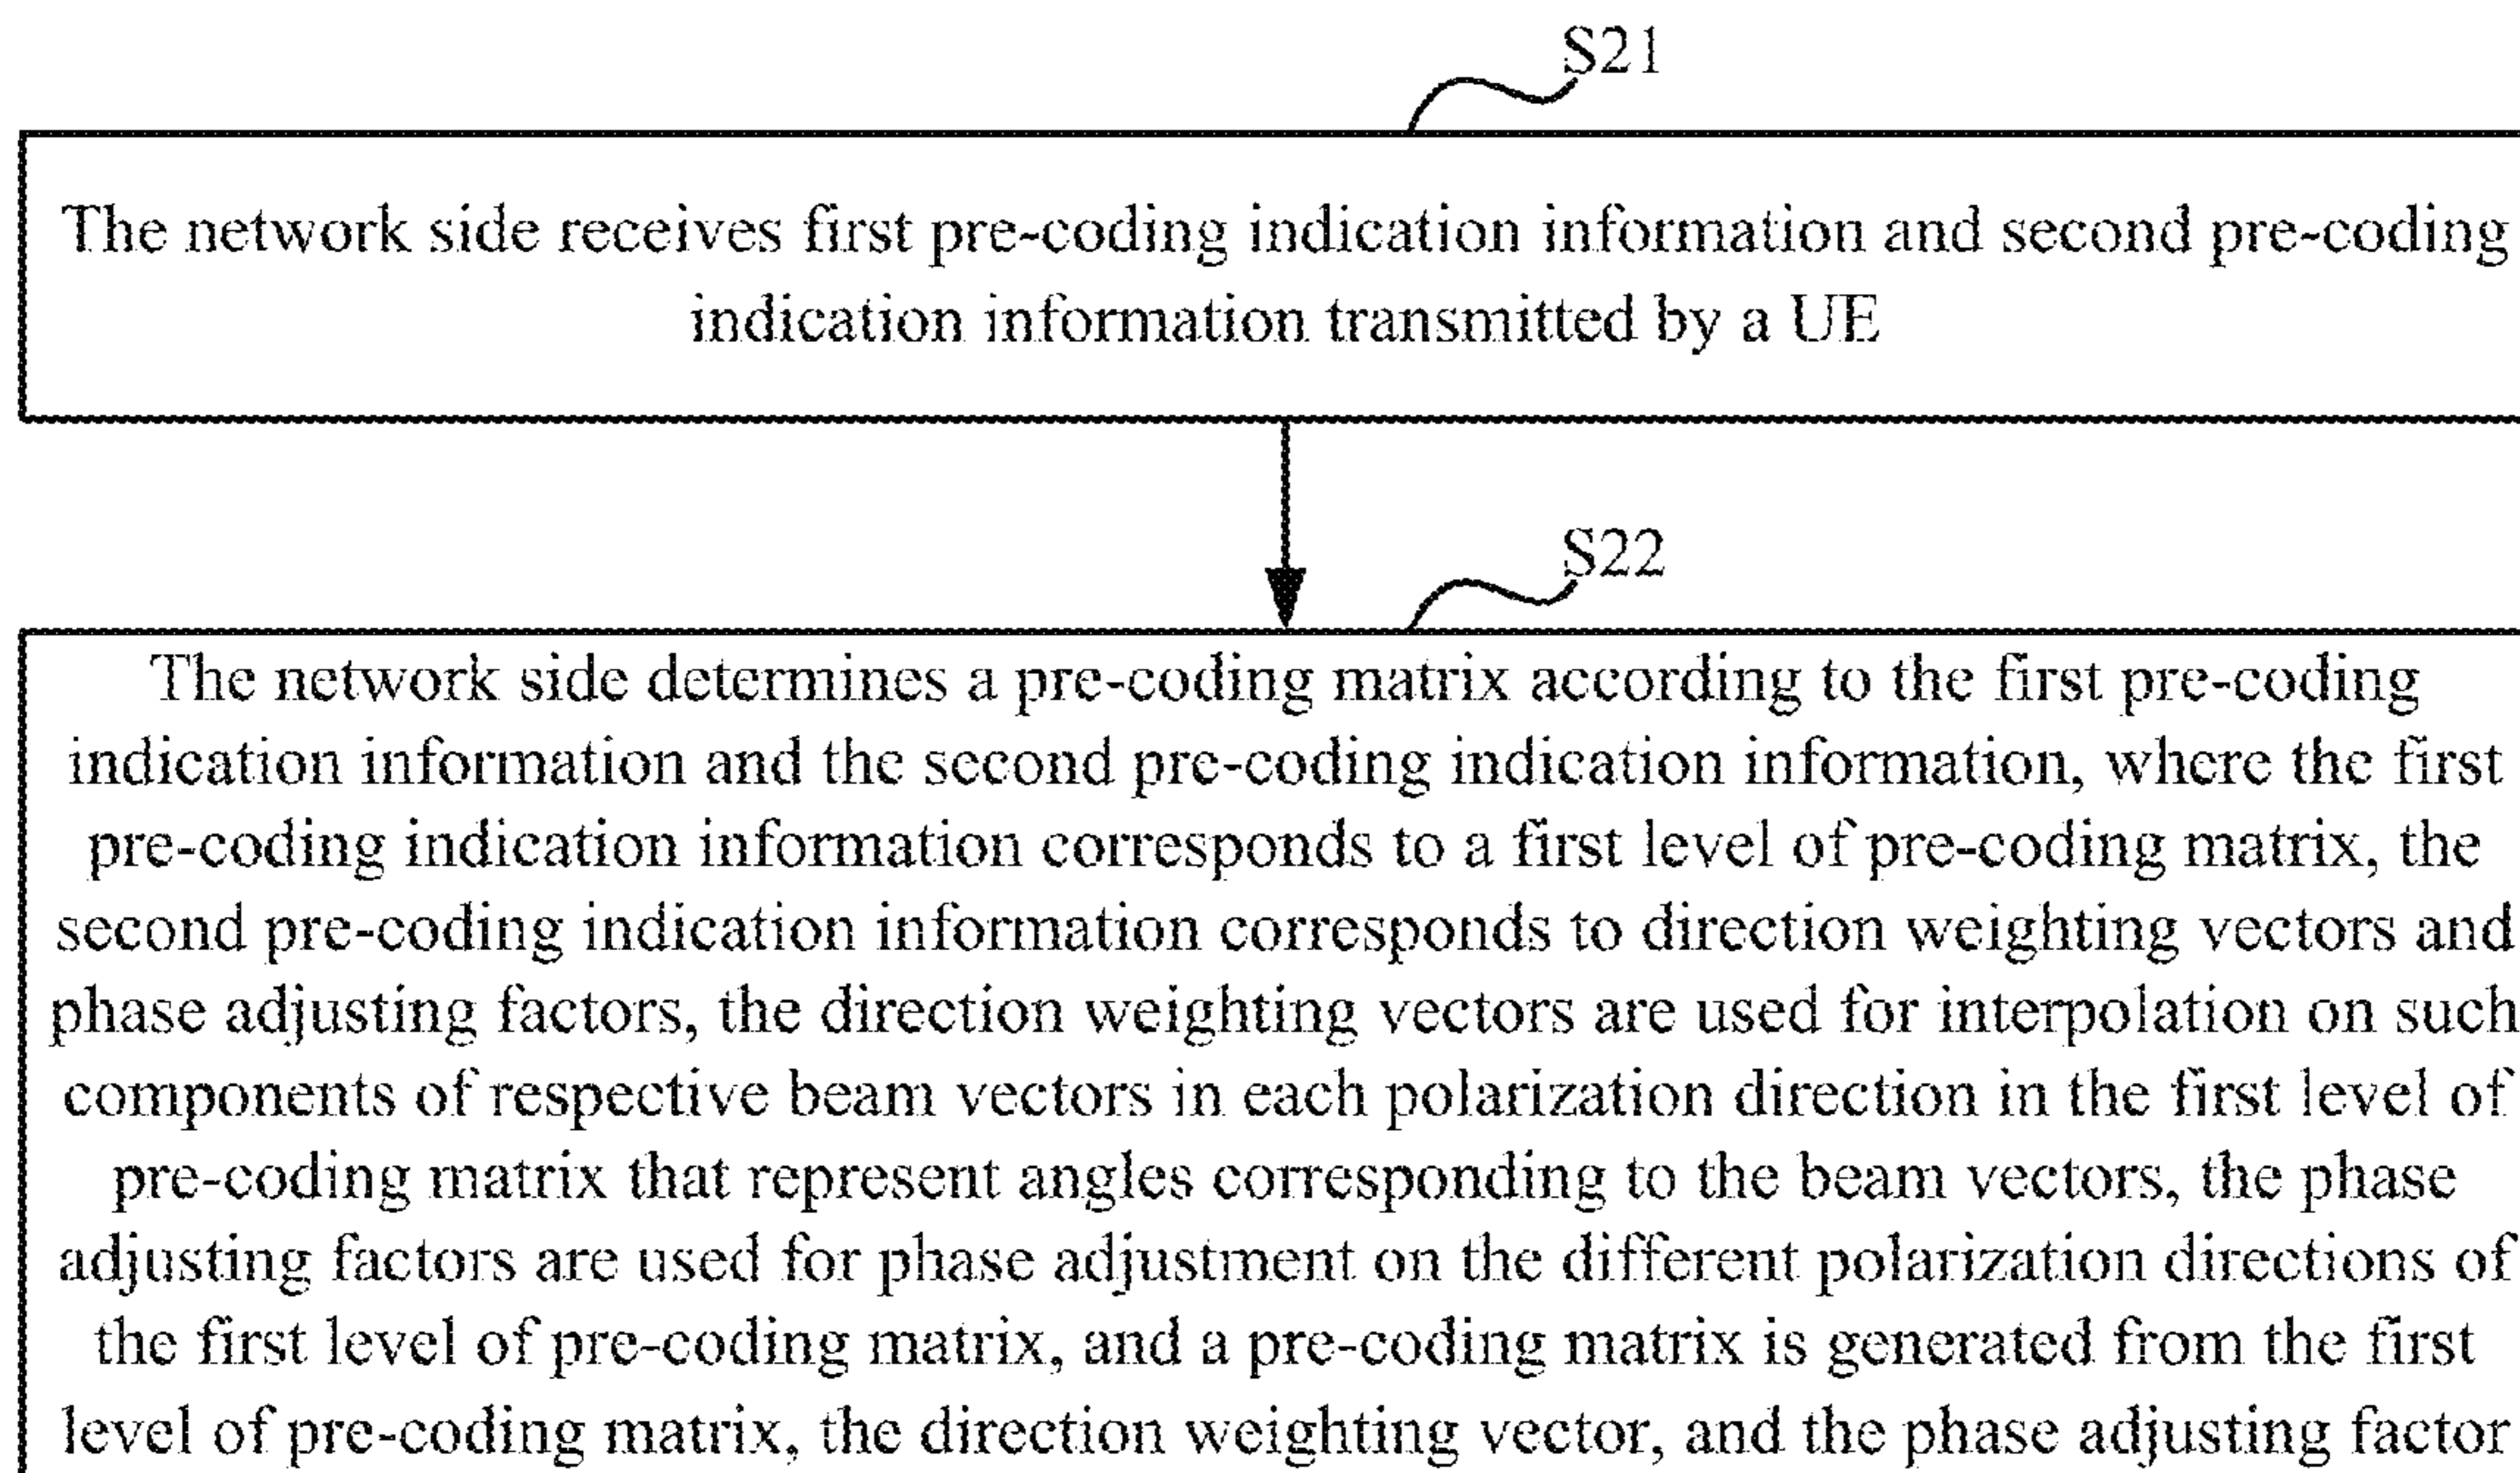 S21
The network side receives first pre-coding indication information and second pre-coding
indication information transmitted by a UE
S22
The network side determines a pre-coding matrix according to the first pre-coding
indication information and the second pre-coding indication information, where the first
pre-coding indication information corresponds to a first level of pre-coding matrix, the
second pre-coding indication information corresponds to direction weighting vectors and
phase adjusting factors, the direction weighting vectors are used for interpolation on such
components of respective beam vectors in each polarization direction in the first level of
pre-coding matrix that represent angles corresponding to the beam vectors, the phase
adjusting factors are used for phase adjustment on the different polarization directions of
the first level of pre-coding matrix, and a pre-coding matrix is generated from the first
level of pre-coding matrix, the direction weighting vector, and the phase adjusting factor